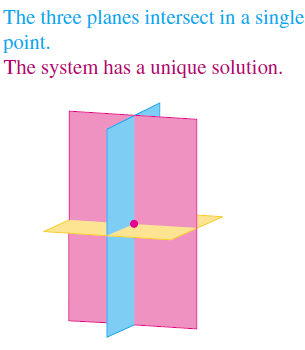 The three planes intersect in a single
point.
The system has a unique solution.